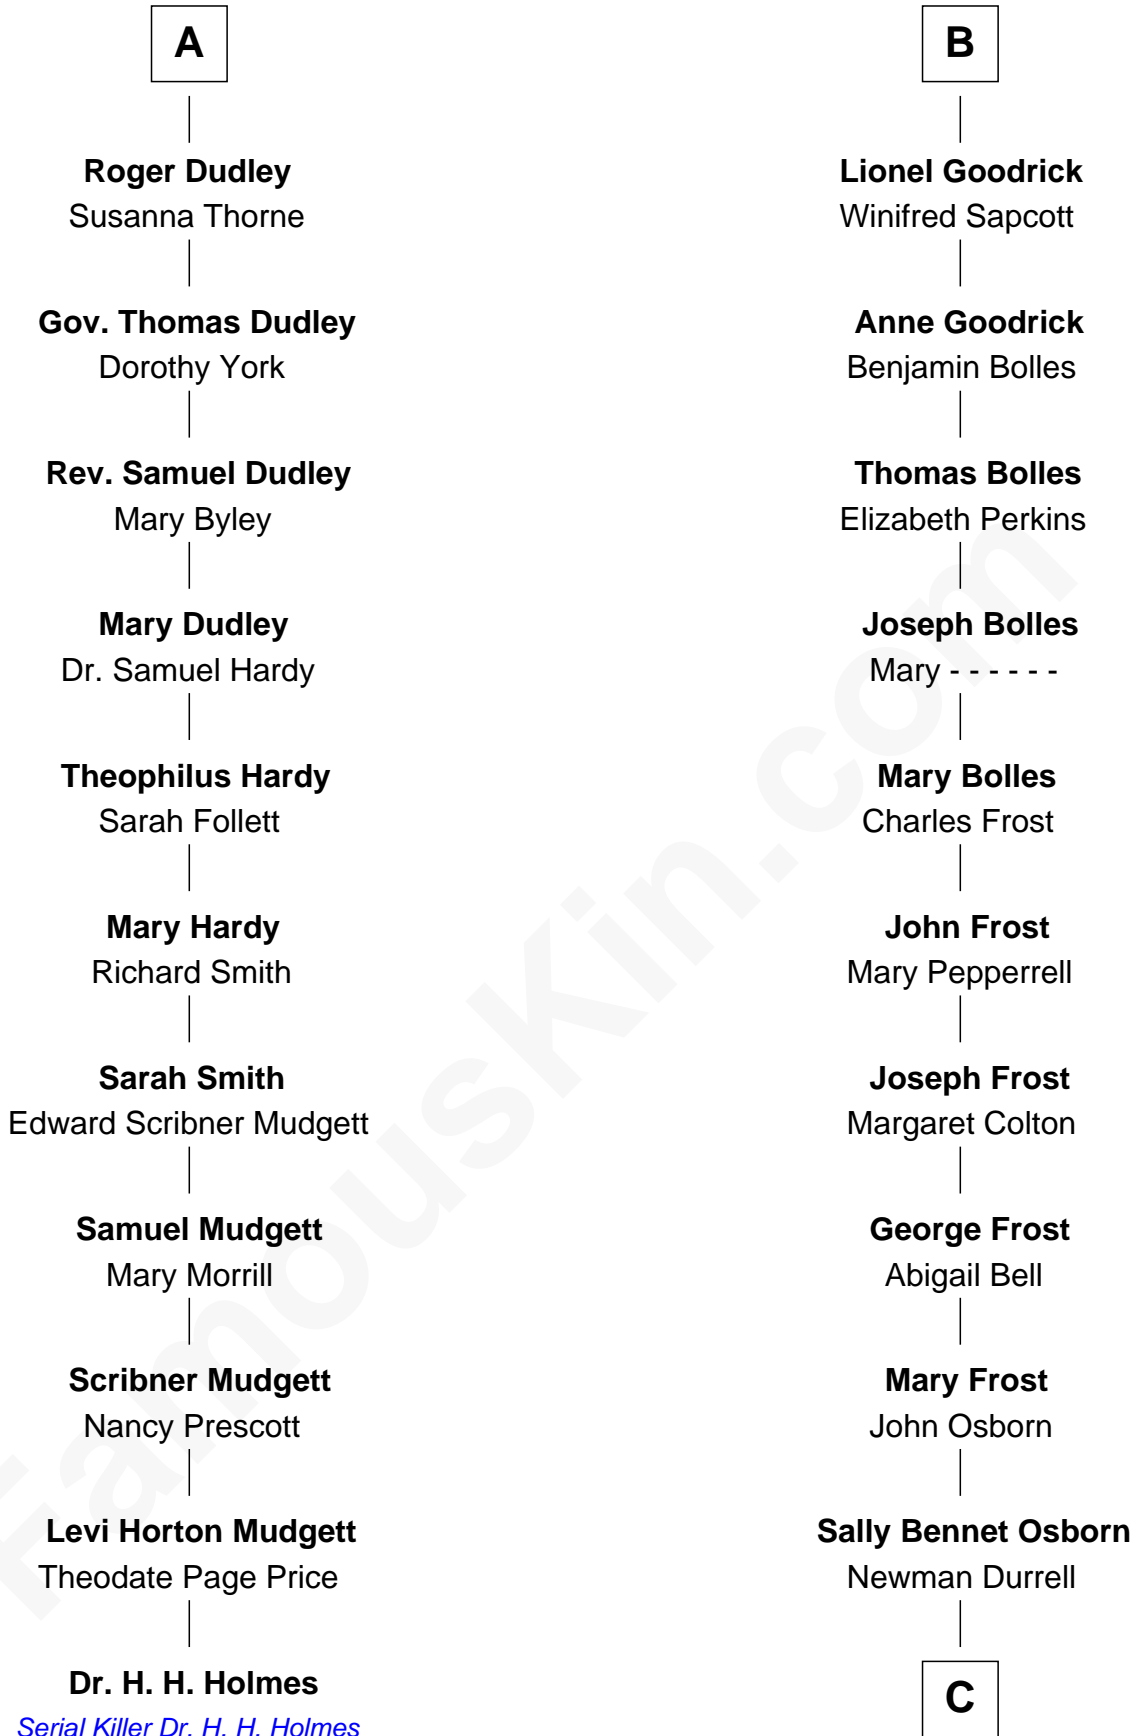 A
Roger Dudley
Susanna Thorne
Gov. Thomas Dudley
Dorothy York
Rev. Samuel Dudley
Mary Byley
Mary Dudley
Dr. Samuel Hardy
Theophilus Hardy
Sarah Follett
Mary Hardy
Richard Smith
Sarah Smith
Edward Scribner Mudgett
Samuel Mudgett
Mary Morrill
Scribner Mudgett
Nancy Prescott
Levi Horton Mudgett
Theodate Page Price
Dr. H. H. Holmes
Serial Killer Dr. H. H. Holmes
B
Lionel Goodrick
Winifred Sapcott
Anne Goodrick
Benjamin Bolles
Thomas Bolles
Elizabeth Perkins
Joseph Bolles
Mary - - - - - -
Mary Bolles
Charles Frost
John Frost
Mary Pepperrell
Joseph Frost
Margaret Colton
George Frost
Abigail Bell
Mary Frost
John Osborn
Sally Bennet Osborn
Newman Durrell
C
FamousKin.com